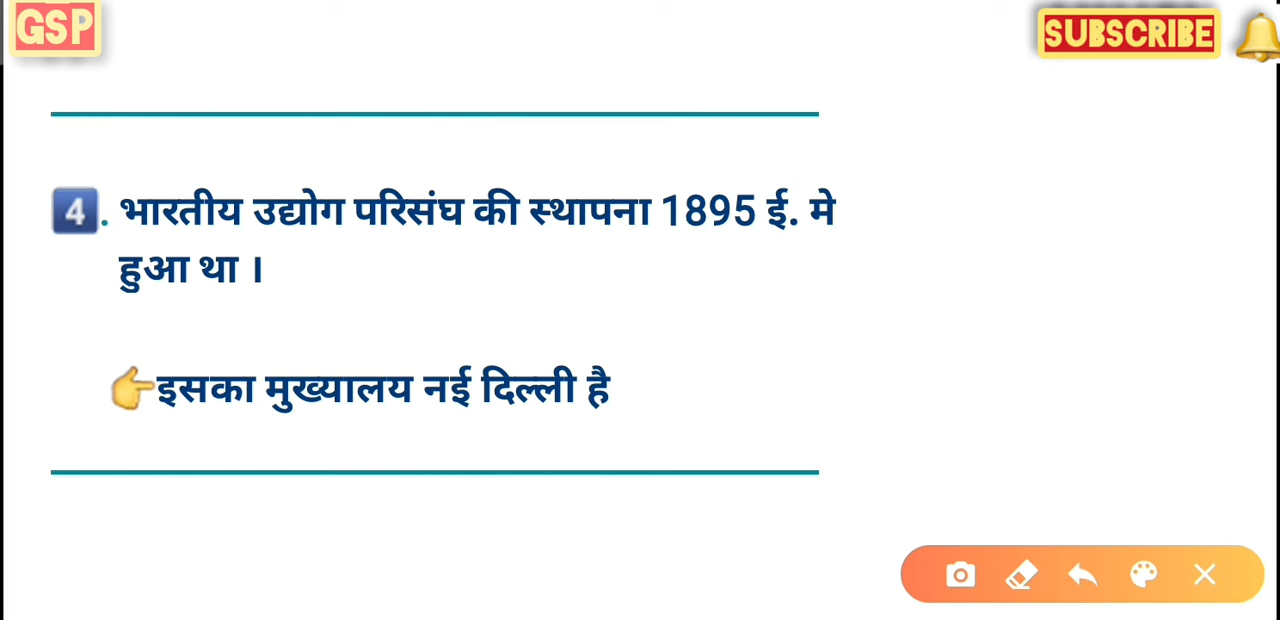 GSP
SUBSCRIBE
4. भारतीय उद्योग परिसंघ की स्थापना 1895 ई. मे
हुआ था ।
👉इसका मुख्यालय नई दिल्ली है